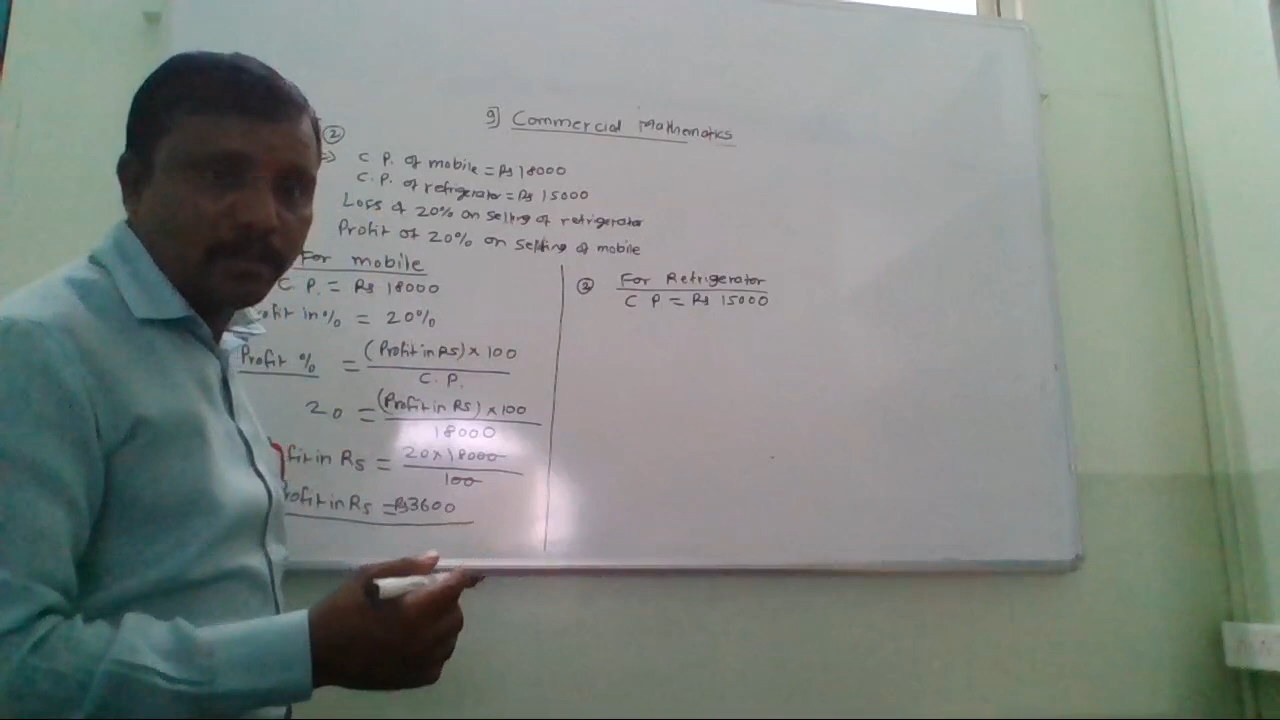 9] Commercial Mathematics
②
⇒ C.P. of mobile = Rs 18000
C.P. of refrigerator = Rs 15000
Loss of 20% on selling of refrigerator
Profit of 20% on selling of mobile
For mobile
C.P. = Rs 18000
ofit in % = 20%
Profit % = (Profit in Rs) × 100 / C.P.
20 = (Profit in Rs) × 100 / 18000
fit in Rs = 20 × 18000 / 100
rofit in Rs = Rs 3600
② For Refrigerator
C P = Rs 15000